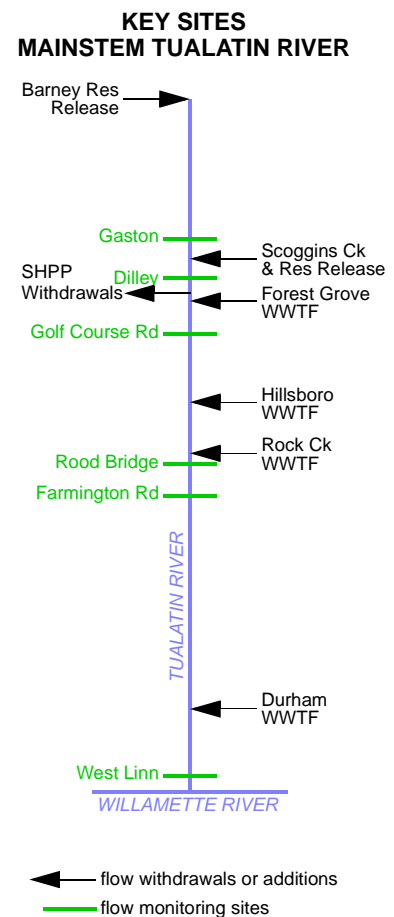 KEY SITES
MAINSTEM TUALATIN RIVER
Barney Res
Release
Gaston
Scoggins Ck
& Res Release
SHPP
Withdrawals
Dilley
Forest Grove
WWTF
Golf Course Rd
Hillsboro
WWTF
Rock Ck
WWTF
Rood Bridge
Farmington Rd
TUALATIN RIVER
Durham
WWTF
West Linn
WILLAMETTE RIVER
flow withdrawals or additions
flow monitoring sites